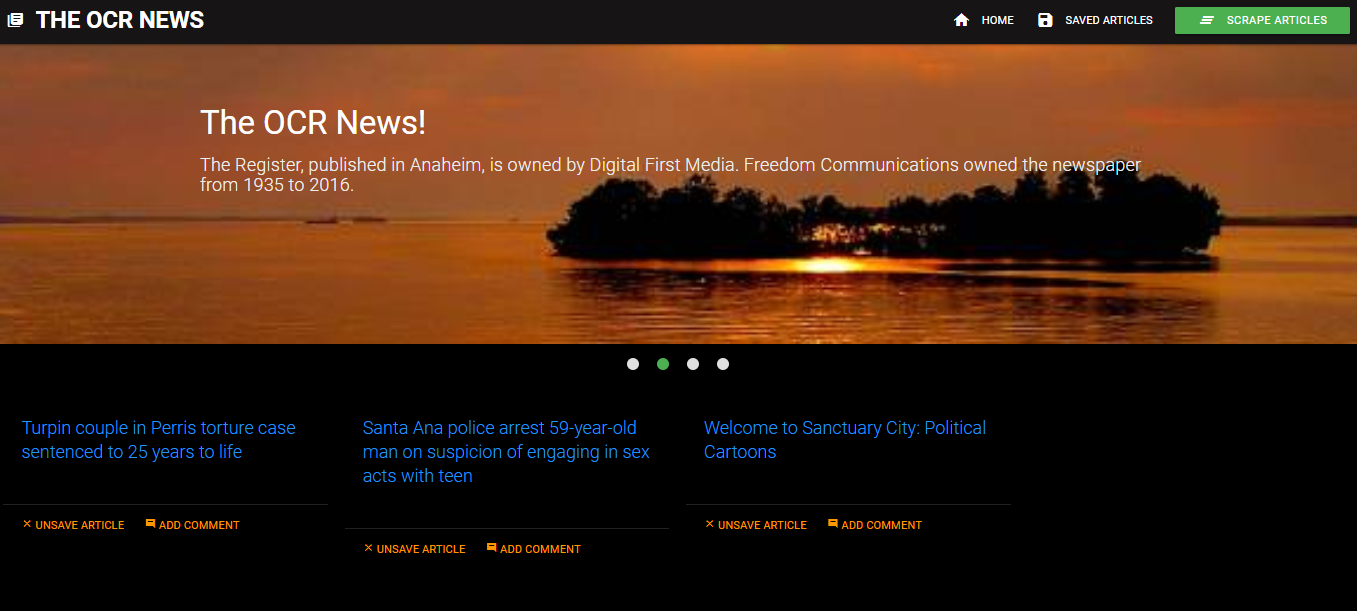 THE OCR NEWS
HOME
SAVED ARTICLES
SCRAPE ARTICLES
The OCR News!
The Register, published in Anaheim, is owned by Digital First Media. Freedom Communications owned the newspaper
from 1935 to 2016.
Turpin couple in Perris torture case
sentenced to 25 years to life
UNSAVE ARTICLE
ADD COMMENT
Santa Ana police arrest 59-year-old
man on suspicion of engaging in sex
acts with teen
UNSAVE ARTICLE
ADD COMMENT
Welcome to Sanctuary City: Political
Cartoons
UNSAVE ARTICLE
ADD COMMENT